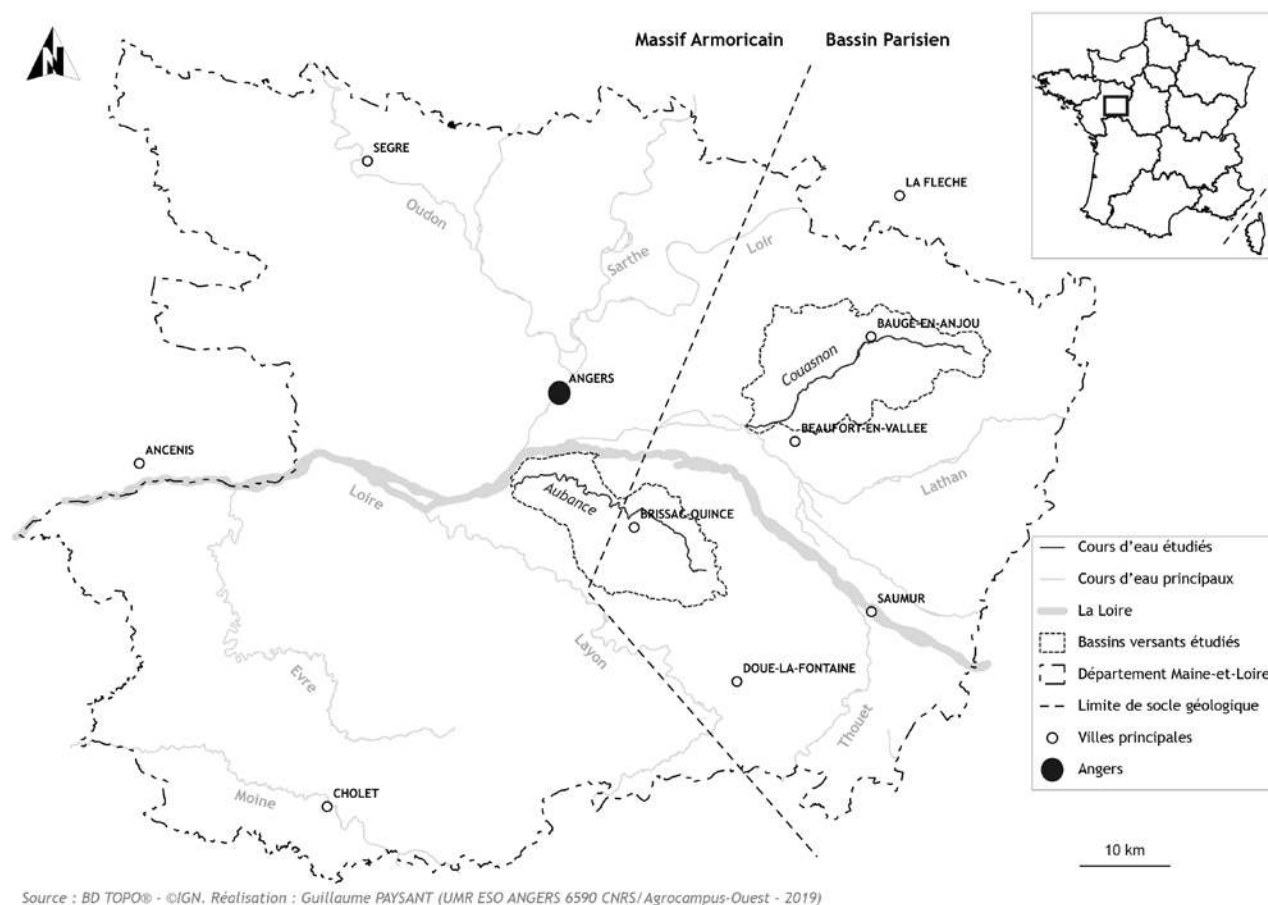 Massif Armoricain
Bassin Parisien
N
SEGRE
LA FLECHE
Oudon
Sarthe
Loir
BAUGE-EN-ANJOU
Couasnon
ANGERS
BEAUFORT-EN-VALLEE
ANCENIS
Lathan
Loire
Aubance
BRISSAC-QUINCE
SAUMUR
Layon
Evre
DOUE-LA-FONTAINE
Thouet
Moine
CHOLET
Cours d'eau étudiés
Cours d'eau principaux
La Loire
Bassins versants étudiés
Département Maine-et-Loire
Limite de socle géologique
Villes principales
Angers
10 km
Source : BD TOPO® - ©IGN. Réalisation : Guillaume PAYSANT (UMR ESO ANGERS 6590 CNRS/Agrocampus-Ouest - 2019)